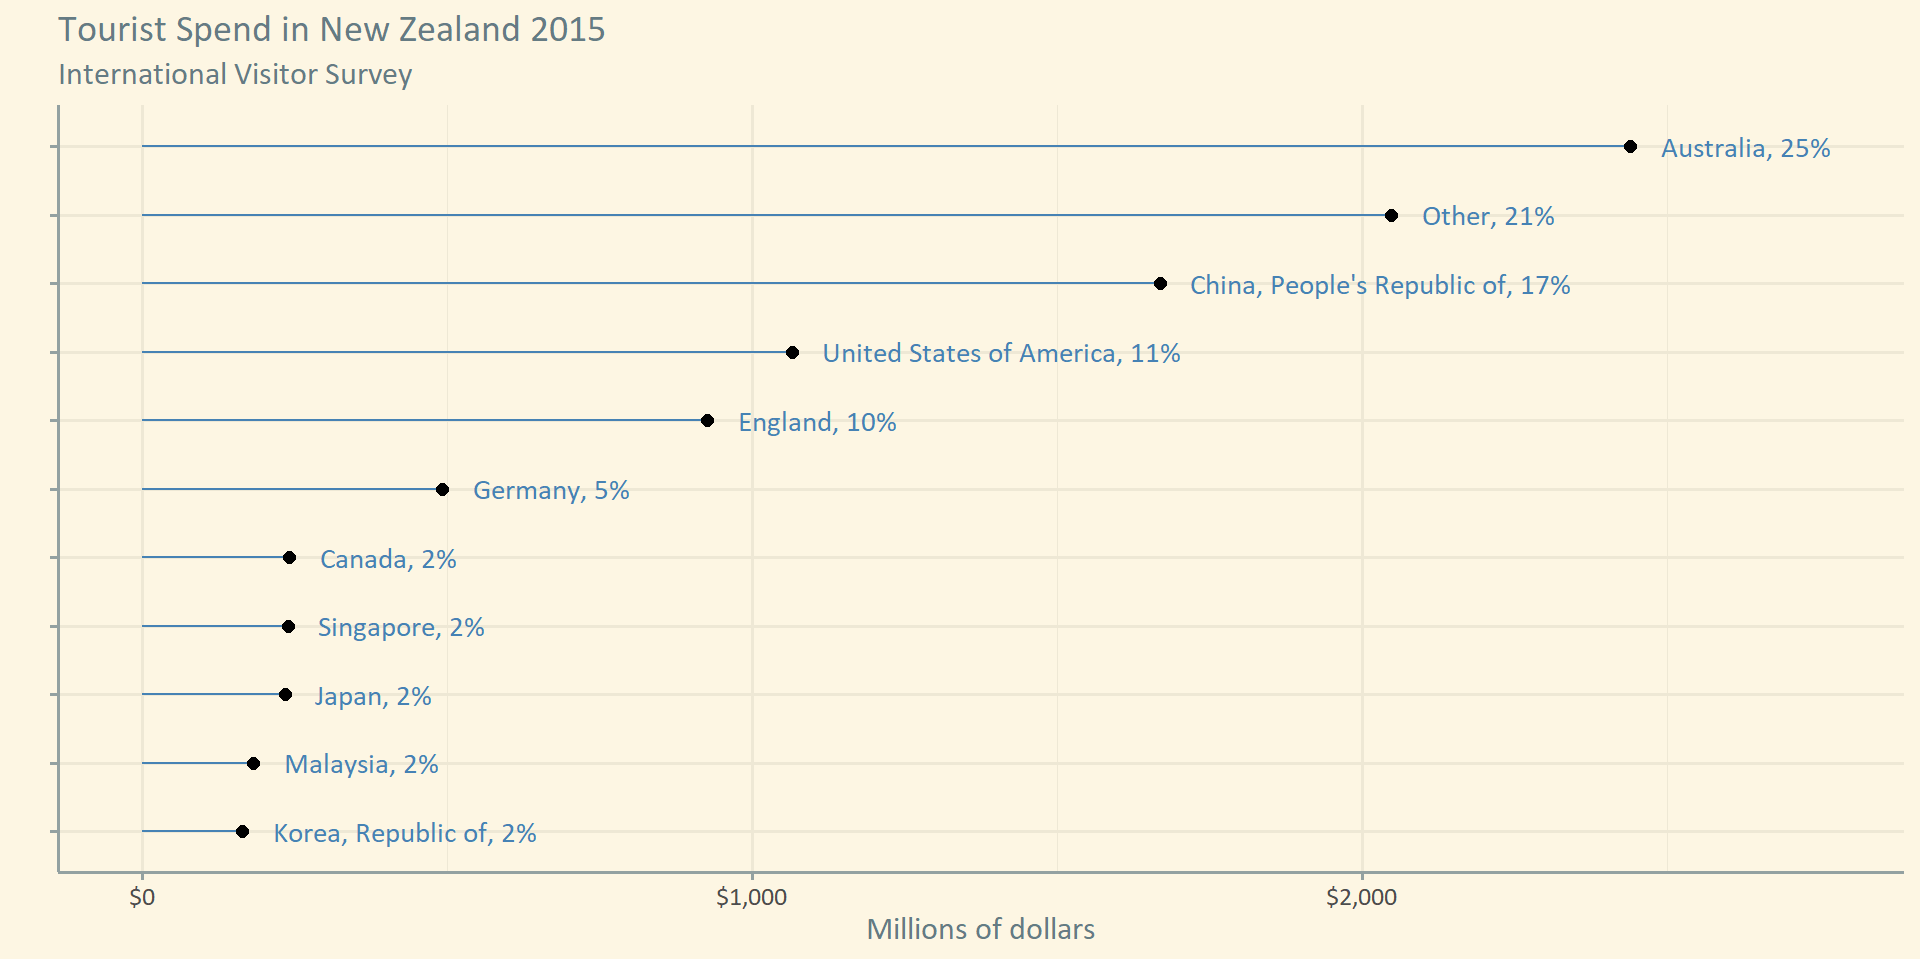 Tourist Spend in New Zealand 2015
International Visitor Survey
Australia, 25%
Other, 21%
China, People's Republic of, 17%
United States of America, 11%
England, 10%
Germany, 5%
Canada, 2%
Singapore, 2%
Japan, 2%
Malaysia, 2%
Korea, Republic of, 2%
$0 $1,000 $2,000
Millions of dollars